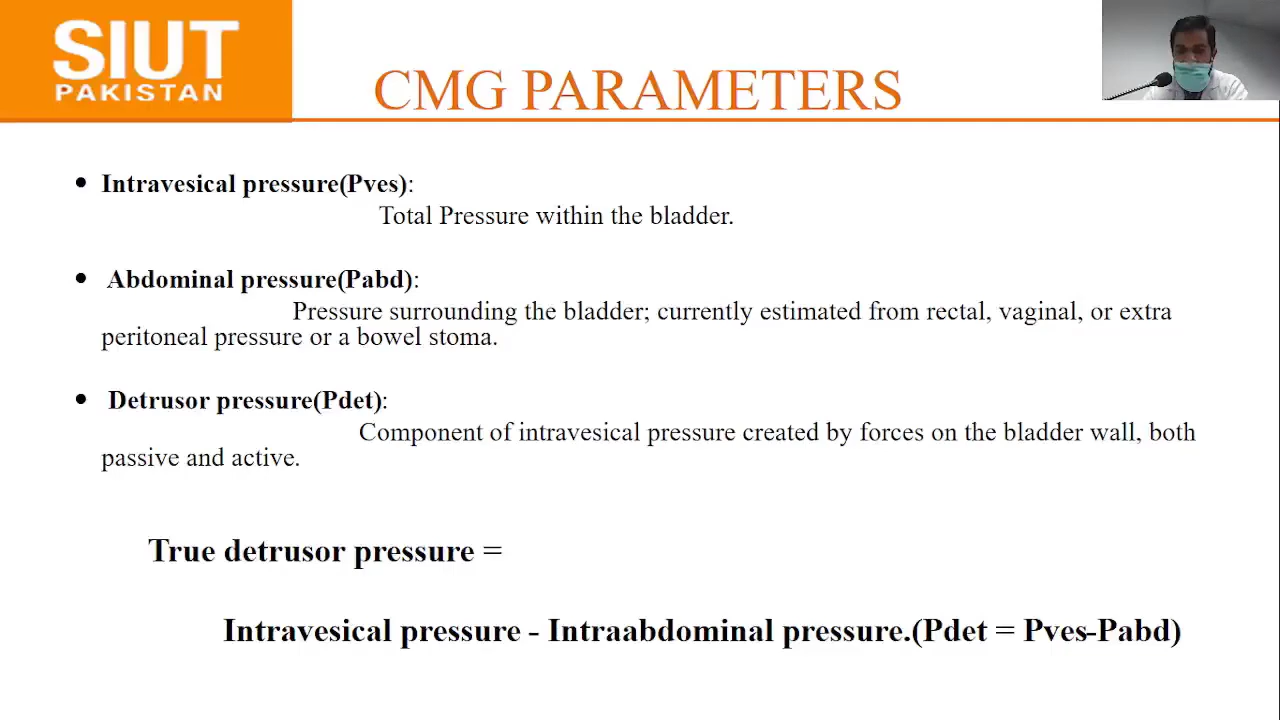 SIUT
PAKISTAN
CMG PARAMETERS
• Intravesical pressure(Pves):
Total Pressure within the bladder.
• Abdominal pressure(Pabd):
Pressure surrounding the bladder; currently estimated from rectal, vaginal, or extra
peritoneal pressure or a bowel stoma.
• Detrusor pressure(Pdet):
Component of intravesical pressure created by forces on the bladder wall, both
passive and active.
True detrusor pressure =
Intravesical pressure - Intraabdominal pressure.(Pdet = Pves-Pabd)